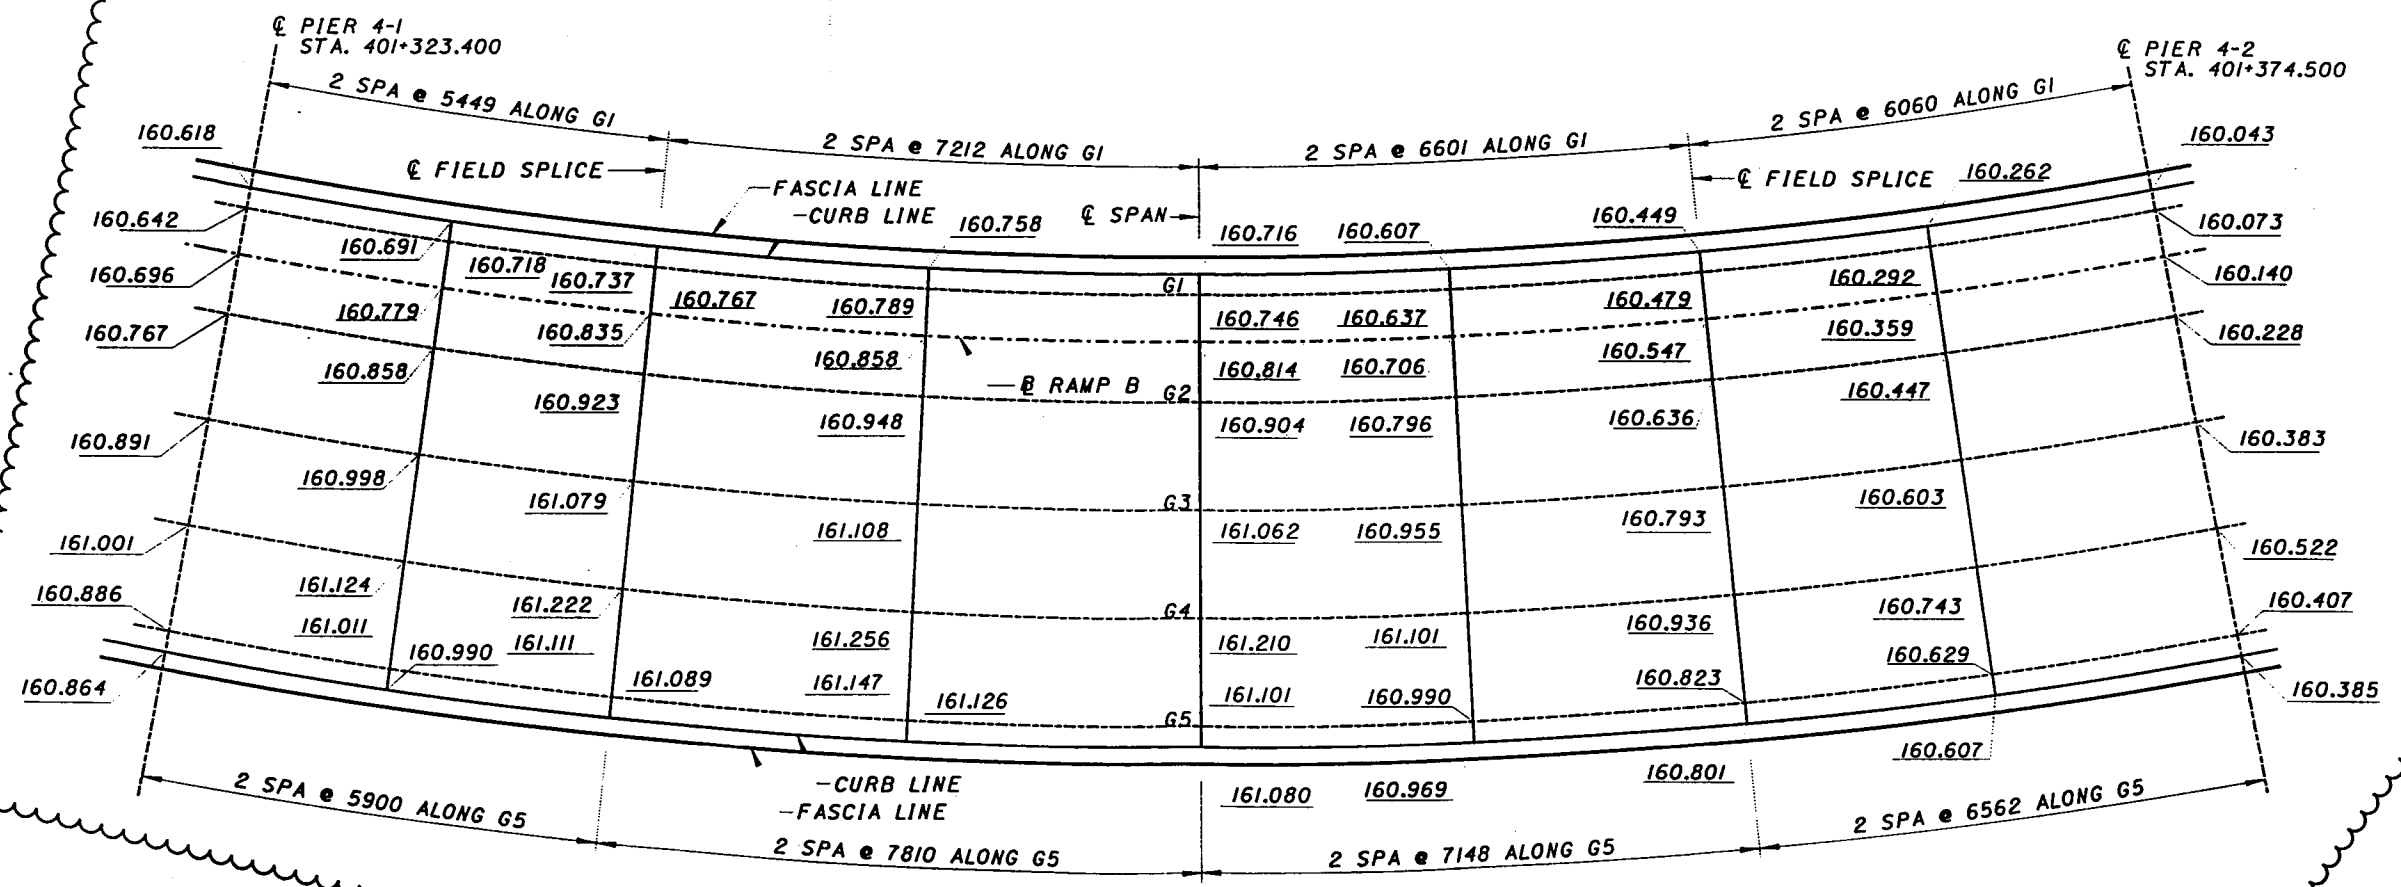 ℄ PIER 4-1
STA. 401+323.400
℄ PIER 4-2
STA. 401+374.500
2 SPA @ 5449 ALONG G1
2 SPA @ 7212 ALONG G1
2 SPA @ 6601 ALONG G1
2 SPA @ 6060 ALONG G1
160.618
160.043
℄ FIELD SPLICE
FASCIA LINE
CURB LINE
℄ SPAN
℄ FIELD SPLICE
160.262
160.642
160.691
160.758
160.716
160.607
160.449
160.073
160.696
160.718
160.737
160.767
160.789
G1
160.746
160.637
160.479
160.292
160.140
160.767
160.779
160.835
160.858
160.814
160.706
160.547
160.359
160.228
160.858
160.923
160.948
℄ RAMP B
G2
160.904
160.796
160.636
160.447
160.891
160.998
161.079
161.108
G3
161.062
160.955
160.793
160.603
160.383
161.001
161.124
161.222
161.256
G4
161.210
161.101
160.936
160.743
160.522
160.886
161.011
160.990
161.111
161.089
161.147
161.126
G5
161.101
160.990
160.823
160.629
160.407
160.864
160.385
CURB LINE
FASCIA LINE
161.080
160.969
160.801
160.607
2 SPA @ 5900 ALONG G5
2 SPA @ 7810 ALONG G5
2 SPA @ 7148 ALONG G5
2 SPA @ 6562 ALONG G5